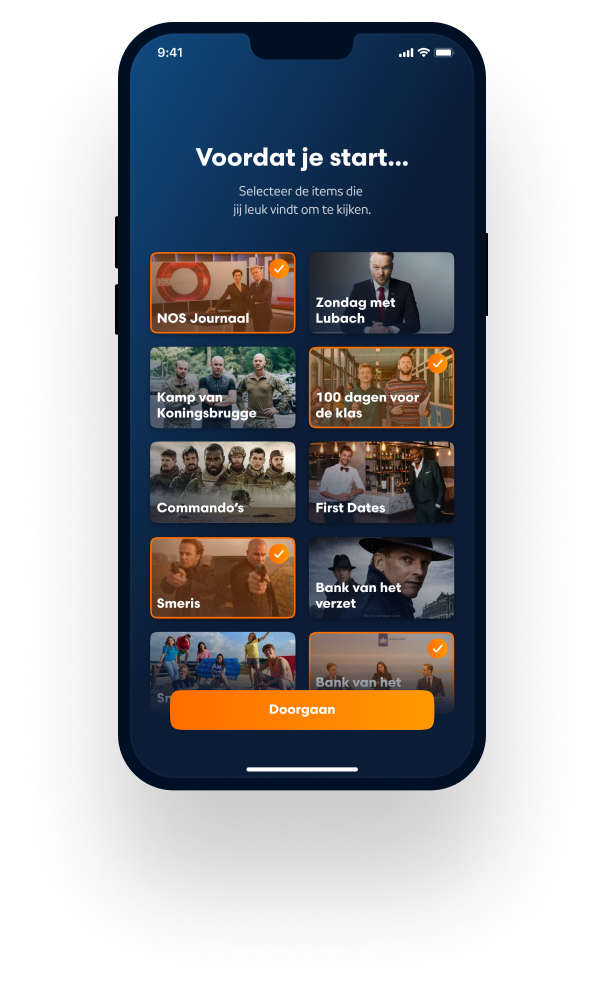 9:41
Voordat je start...
Selecteer de items die
jij leuk vindt om te kijken.
NOS Journaal
Zondag met
Lubach
Kamp van
Koningsbrugge
100 dagen voor
de klas
Commando's
First Dates
Smeris
Bank van het
verzet
Bank van het
Doorgaan